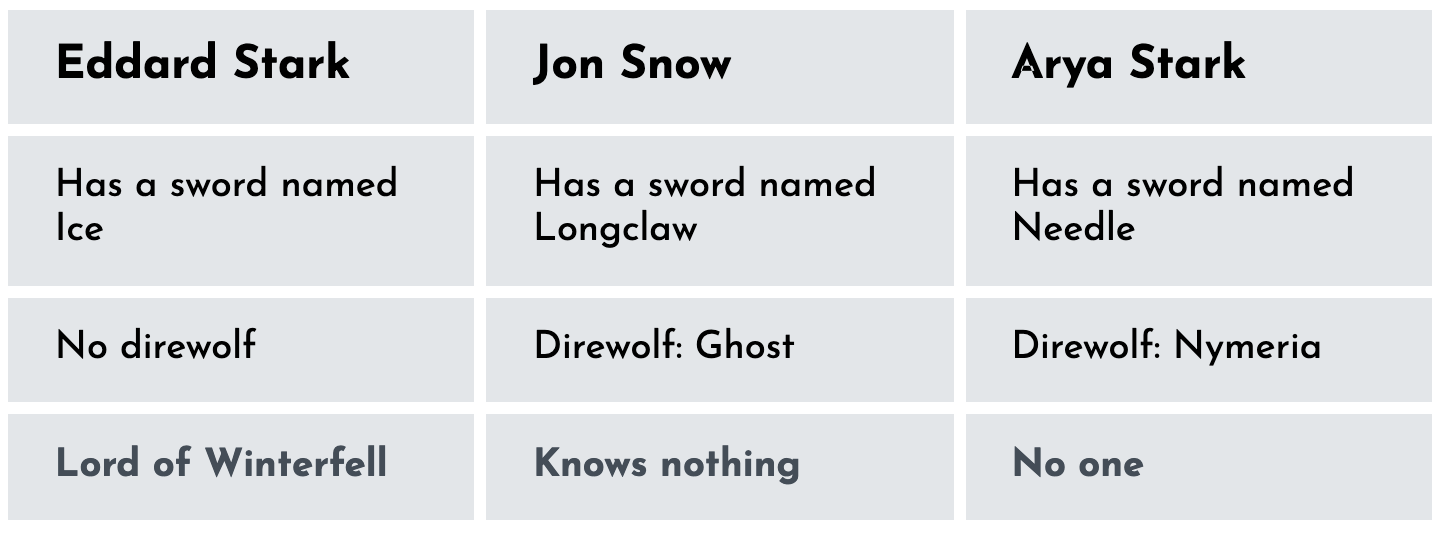 Eddard Stark
Jon Snow
Arya Stark
Has a sword named
Ice
Has a sword named
Longclaw
Has a sword named
Needle
No direwolf
Direwolf: Ghost
Direwolf: Nymeria
Lord of Winterfell
Knows nothing
No one